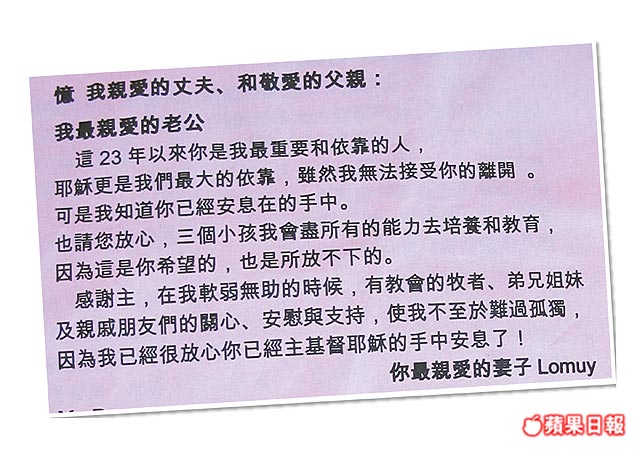 憶 我親愛的丈夫、和敬愛的父親：
我最親愛的老公
這 23 年以來你是我最重要和依靠的人，
耶穌更是我們最大的依靠，雖然我無法接受你的離開 。
可是我知道你已經安息在的手中。
也請您放心，三個小孩我會盡所有的能力去培養和教育，
因為這是你希望的，也是所放不下的。
感謝主，在我軟弱無助的時候，有教會的牧者、弟兄姐妹
及親戚朋友們的關心、安慰與支持，使我不至於難過孤獨，
因為我已經很放心你已經主基督耶穌的手中安息了！
你最親愛的妻子 Lomuy
蘋果日報